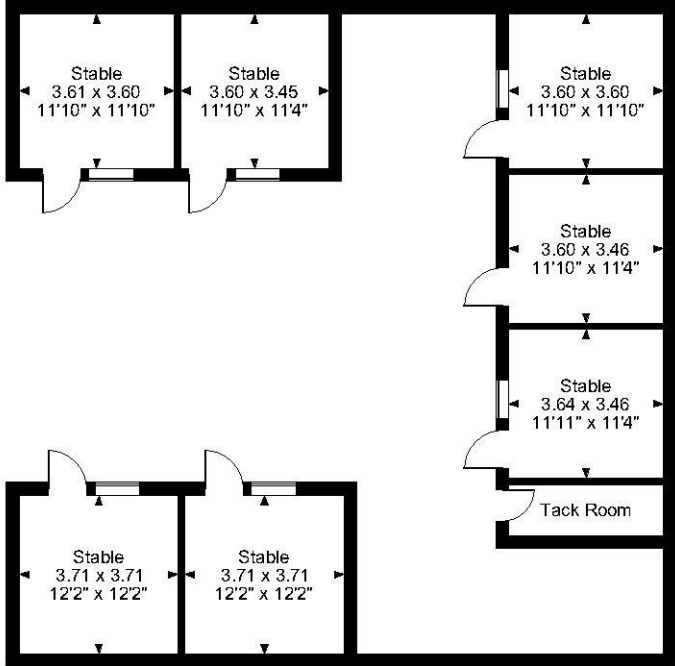 Stable
3.61 x 3.60
11'10" x 11'10"
Stable
3.60 x 3.45
11'10" x 11'4"
Stable
3.60 x 3.60
11'10" x 11'10"
Stable
3.60 x 3.46
11'10" x 11'4"
Stable
3.64 x 3.46
11'11" x 11'4"
Tack Room
Stable
3.71 x 3.71
12'2" x 12'2"
Stable
3.71 x 3.71
12'2" x 12'2"